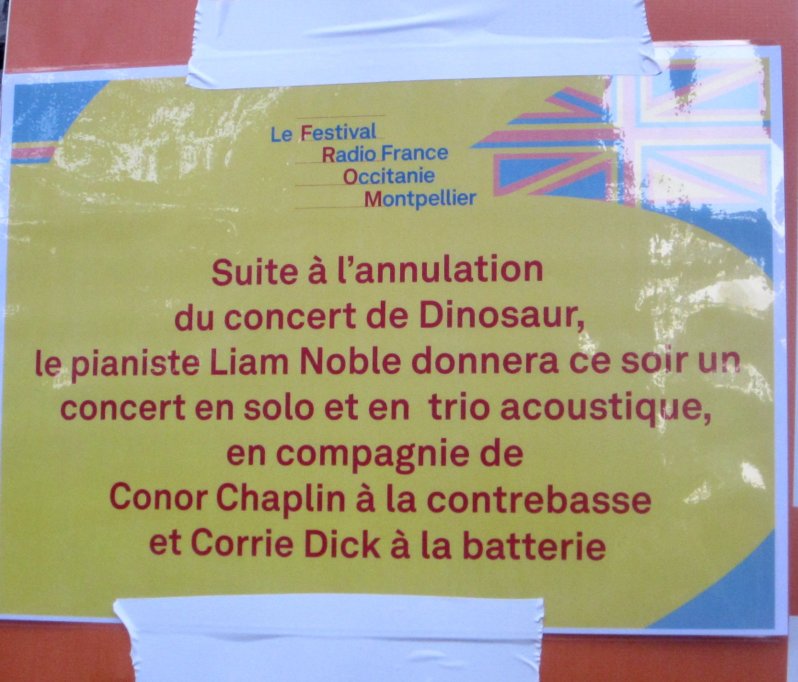 Le Festival
Radio France
Occitanie
Montpellier
Suite à l'annulation
du concert de Dinosaur,
le pianiste Liam Noble donnera ce soir un
concert en solo et en trio acoustique,
en compagnie de
Conor Chaplin à la contrebasse
et Corrie Dick à la batterie